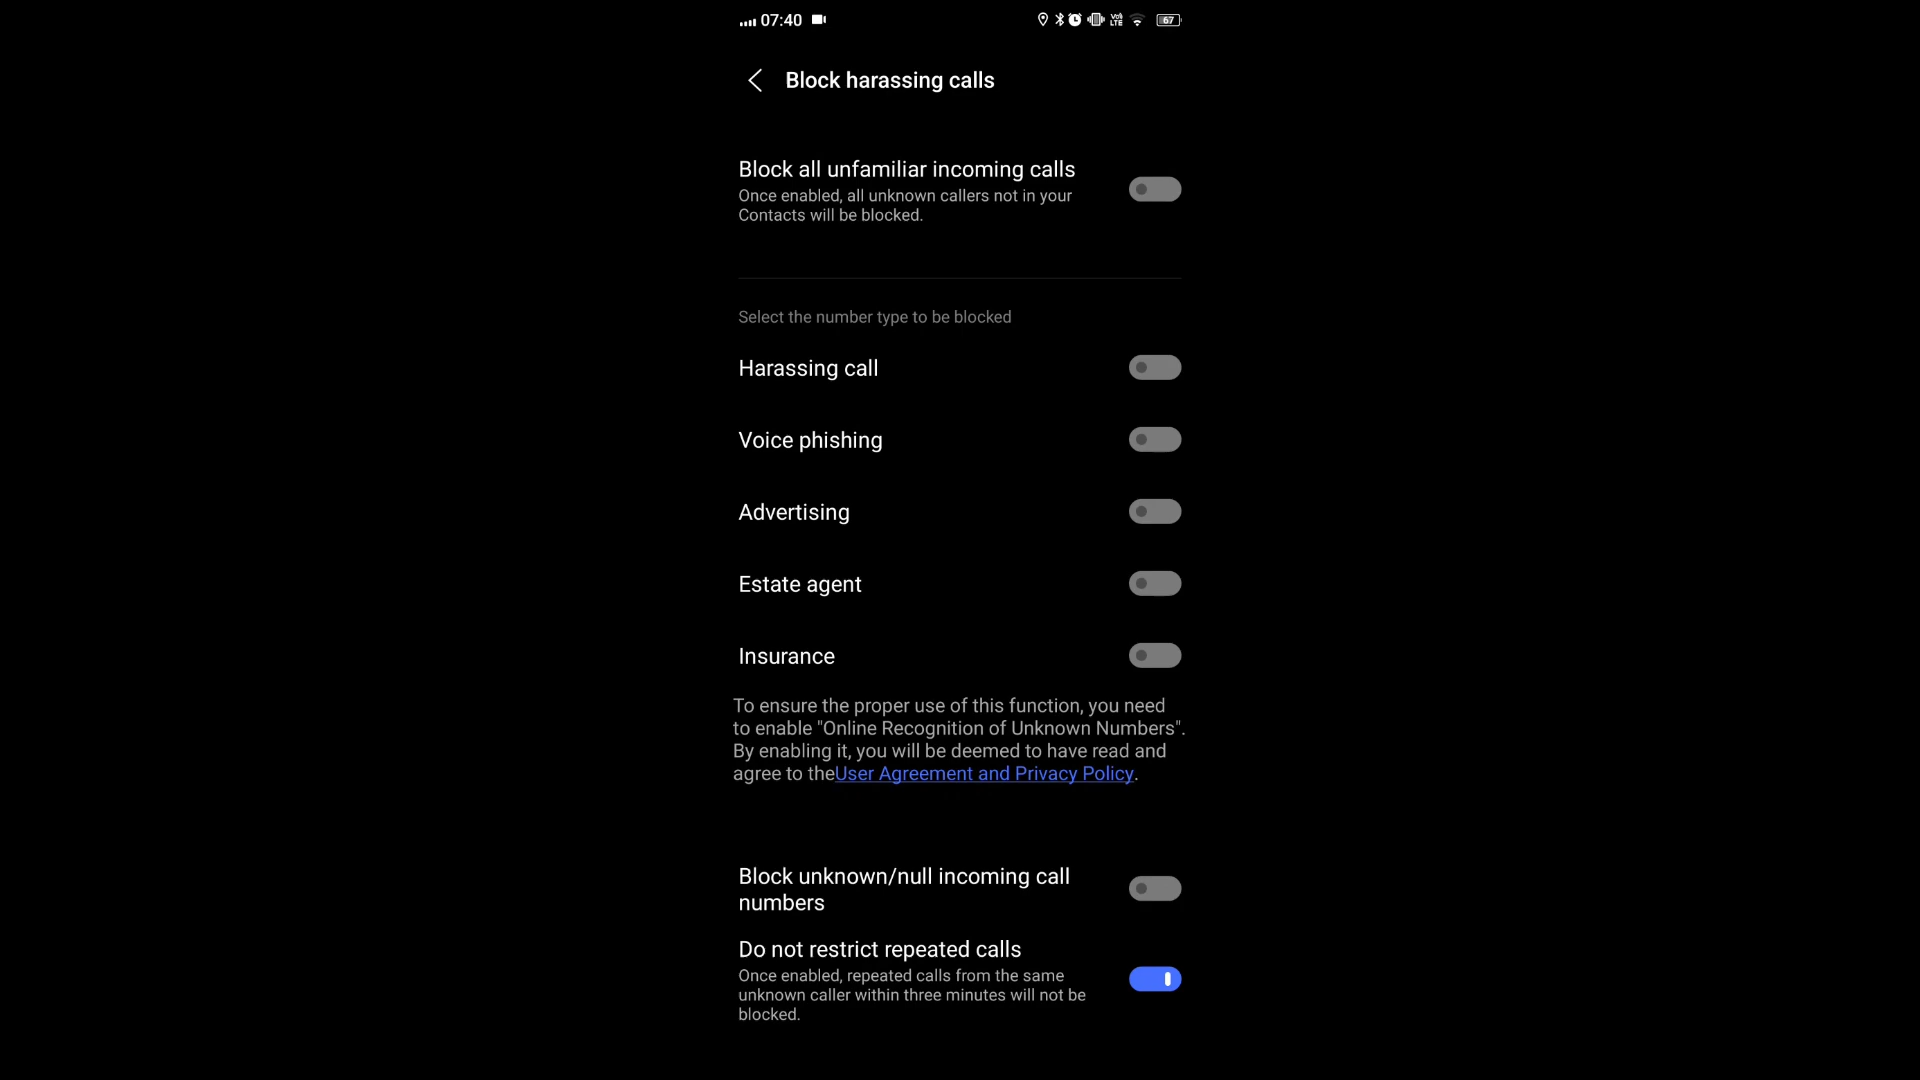 07:40
Vo) LTE
67
Block harassing calls
Block all unfamiliar incoming calls
Once enabled, all unknown callers not in your
Contacts will be blocked.
Select the number type to be blocked
Harassing call
Voice phishing
Advertising
Estate agent
Insurance
To ensure the proper use of this function, you need
to enable "Online Recognition of Unknown Numbers".
By enabling it, you will be deemed to have read and
agree to theUser Agreement and Privacy Policy.
Block unknown/null incoming call
numbers
Do not restrict repeated calls
Once enabled, repeated calls from the same
unknown caller within three minutes will not be
blocked.